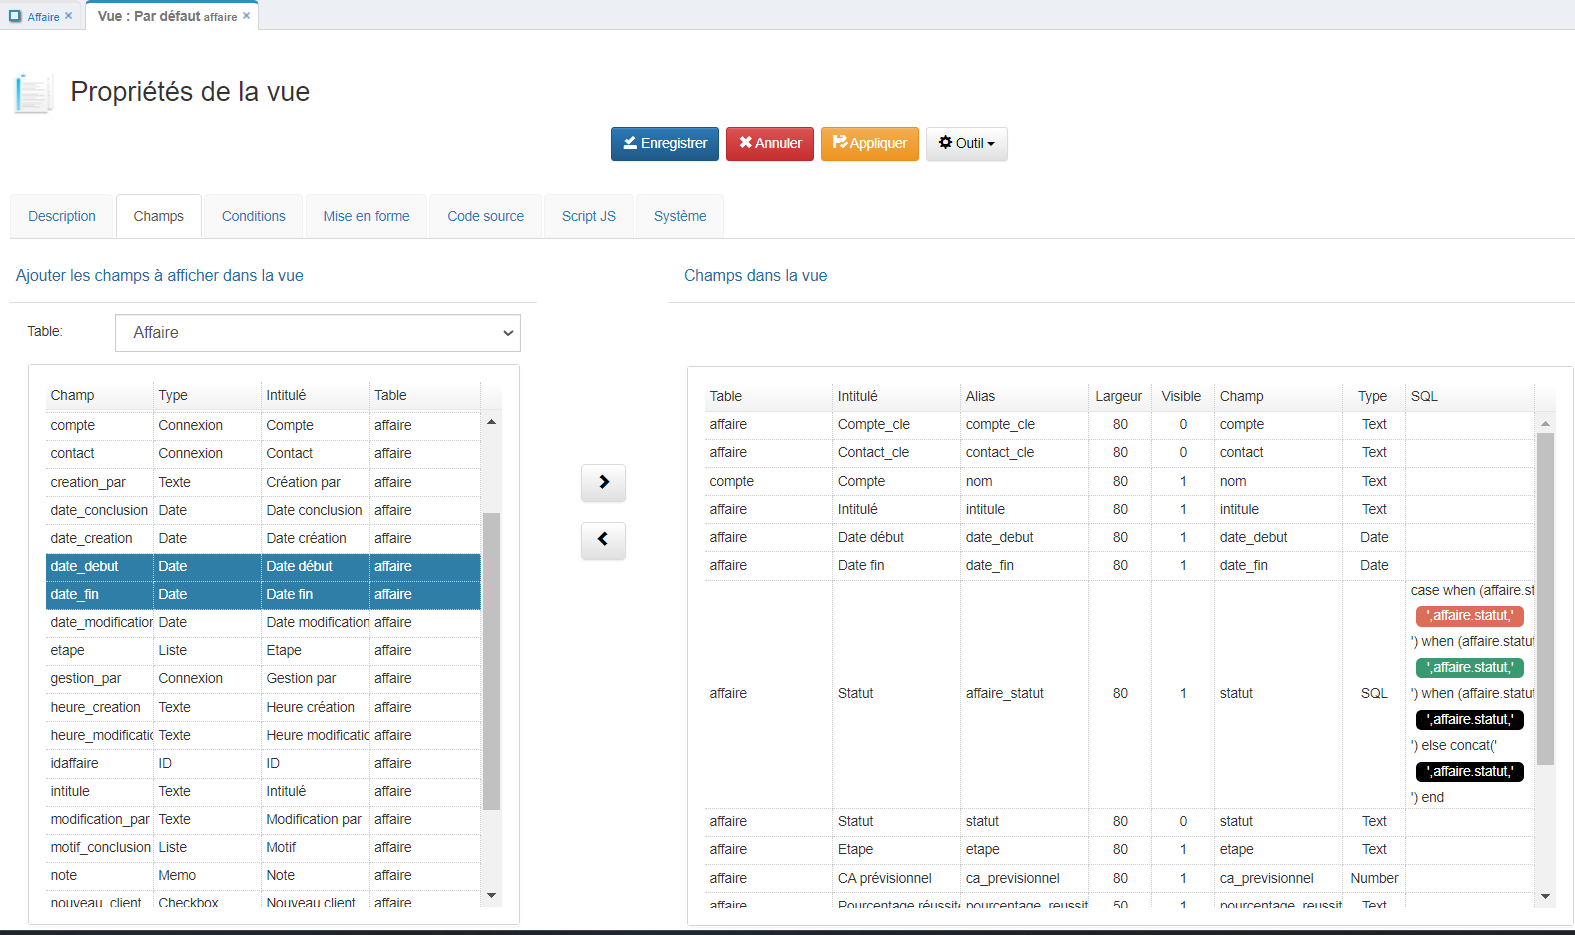 Affaire ×
Vue : Par défaut affaire ×
Propriétés de la vue
Enregistrer
Annuler
Appliquer
Outil
Description
Champs
Conditions
Mise en forme
Code source
Script JS
Système
Ajouter les champs à afficher dans la vue
Table:
Affaire
Champ Type Intitulé Table
compte Connexion Compte affaire
contact Connexion Contact affaire
creation_par Texte Création par affaire
date_conclusion Date Date conclusion affaire
date_creation Date Date création affaire
date_debut Date Date début affaire
date_fin Date Date fin affaire
date_modification Date Date modification affaire
etape Liste Etape affaire
gestion_par Connexion Gestion par affaire
heure_creation Texte Heure création affaire
heure_modificatic Texte Heure modificatic affaire
idaffaire ID ID affaire
intitule Texte Intitulé affaire
modification_par Texte Modification par affaire
motif_conclusion Liste Motif affaire
note Memo Note affaire
nouveau_client Checkbox Nouveau client affaire
Champs dans la vue
Table Intitulé Alias Largeur Visible Champ Type SQL
affaire Compte_cle compte_cle 80 0 compte Text
affaire Contact_cle contact_cle 80 0 contact Text
compte Compte nom 80 1 nom Text
affaire Intitulé intitule 80 1 intitule Text
affaire Date début date_debut 80 1 date_debut Date
affaire Date fin date_fin 80 1 date_fin Date
case when (affaire.st
',affaire.statut,'
') when (affaire.statut
',affaire.statut,'
affaire Statut affaire_statut 80 1 statut SQL ') when (affaire.statut
',affaire.statut,'
') else concat('
',affaire.statut,'
') end
affaire Statut statut 80 0 statut Text
affaire Etape etape 80 1 etape Text
affaire CA prévisionnel ca_previsionnel 80 1 ca_previsionnel Number
affaire Pourcentage réussite pourcentage_reussit 50 1 pourcentage_reussit Text